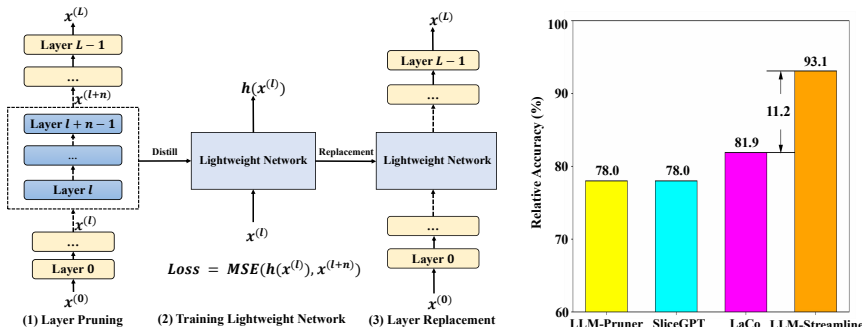 x^(L)
Layer L − 1
...
x^(l+n)
Layer l + n − 1
...
Layer l
x^(l)
...
Layer 0
x^(0)
(1) Layer Pruning
Distill
h(x^(l))
Lightweight Network
x^(l)
Loss = MSE(h(x^(l)), x^(l+n))
(2) Training Lightweight Network
Replacement
x^(L)
Layer L − 1
...
Lightweight Network
...
Layer 0
x^(0)
(3) Layer Replacement
Relative Accuracy (%)
100
90
80
70
60
78.0
78.0
81.9
93.1
11.2
LLM-Pruner
SliceGPT
LaCo
LLM-Streamline